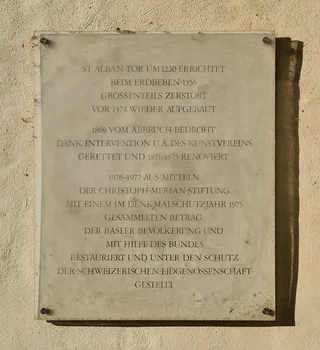 ST. ALBAN-TOR UM 1230 ERRICHTET
BEIM ERDBEBEN 1356
GROSSENTEILS ZERSTÖRT
VOR 1374 WIEDER AUFGEBAUT
1869 VOM ABBRUCH BEDROHT
DANK INTERVENTION U.A. DES KUNSTVEREINS
GERETTET UND 1871-1873 RENOVIERT
1976-1977 AUS MITTELN
DER CHRISTOPH-MERIAN-STIFTUNG
MIT EINEM IM DENKMALSCHUTZJAHR 1975
GESAMMELTEN BETRAG
DER BASLER BEVÖLKERUNG UND
MIT HILFE DES BUNDES
RESTAURIERT UND UNTER DEN SCHUTZ
DER SCHWEIZERISCHEN EIDGENOSSENSCHAFT
GESTELLT